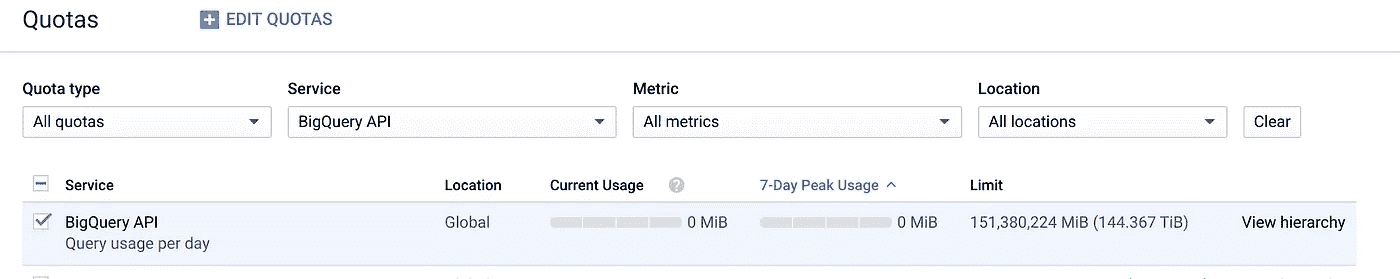 Quotas EDIT QUOTAS
Quota type Service Metric Location
All quotas BigQuery API All metrics All locations Clear
Service Location Current Usage ? 7-Day Peak Usage Limit
BigQuery API Global 0 MiB 0 MiB 151,380,224 MiB (144.367 TiB) View hierarchy
Query usage per day